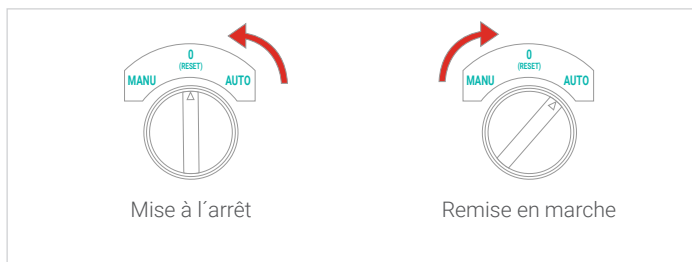 0
(RESET)
MANU AUTO
Mise à l´arrêt
0
(RESET)
MANU AUTO
Remise en marche